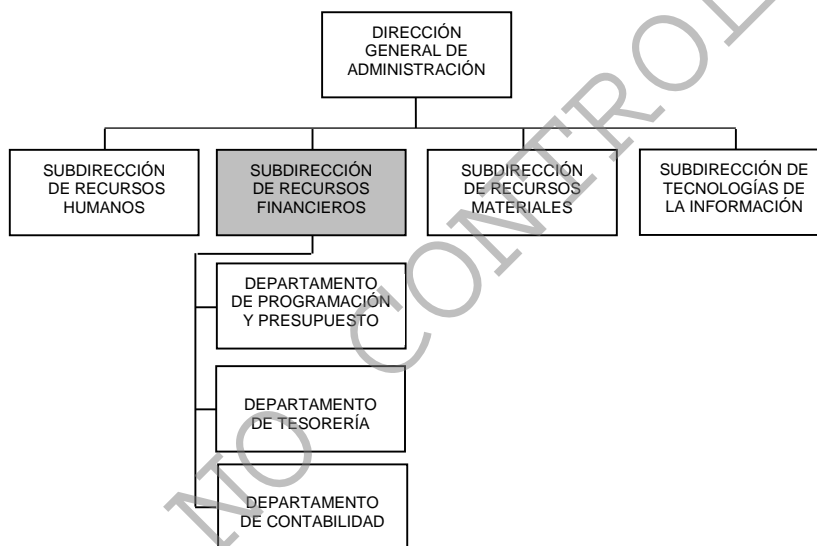 DIRECCIÓN
GENERAL DE
ADMINISTRACIÓN
SUBDIRECCIÓN
DE RECURSOS
HUMANOS
SUBDIRECCIÓN
DE RECURSOS
FINANCIEROS
SUBDIRECCIÓN
DE RECURSOS
MATERIALES
SUBDIRECCIÓN DE
TECNOLOGÍAS DE
LA INFORMACIÓN
DEPARTAMENTO
DE PROGRAMACIÓN
Y PRESUPUESTO
DEPARTAMENTO
DE TESORERÍA
DEPARTAMENTO
DE CONTABILIDAD
NO CONTROL